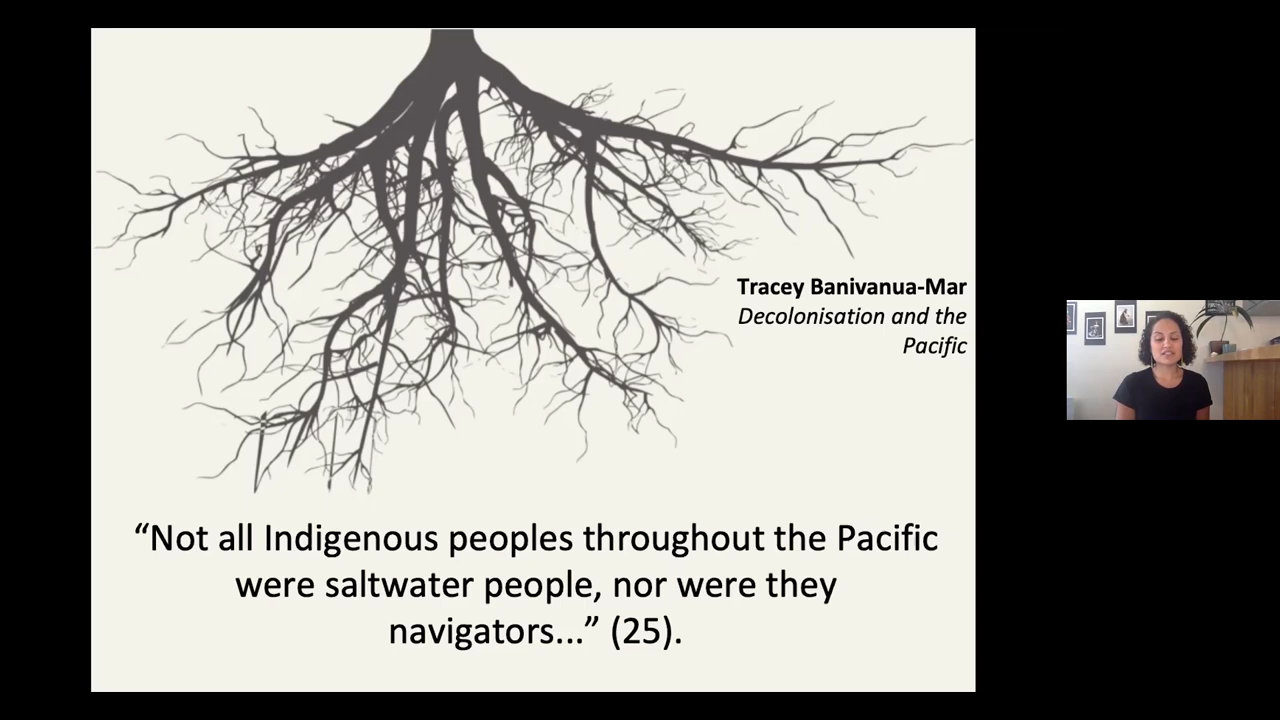 Tracey Banivanua-Mar
Decolonisation and the
Pacific
“Not all Indigenous peoples throughout the Pacific
were saltwater people, nor were they
navigators...” (25).